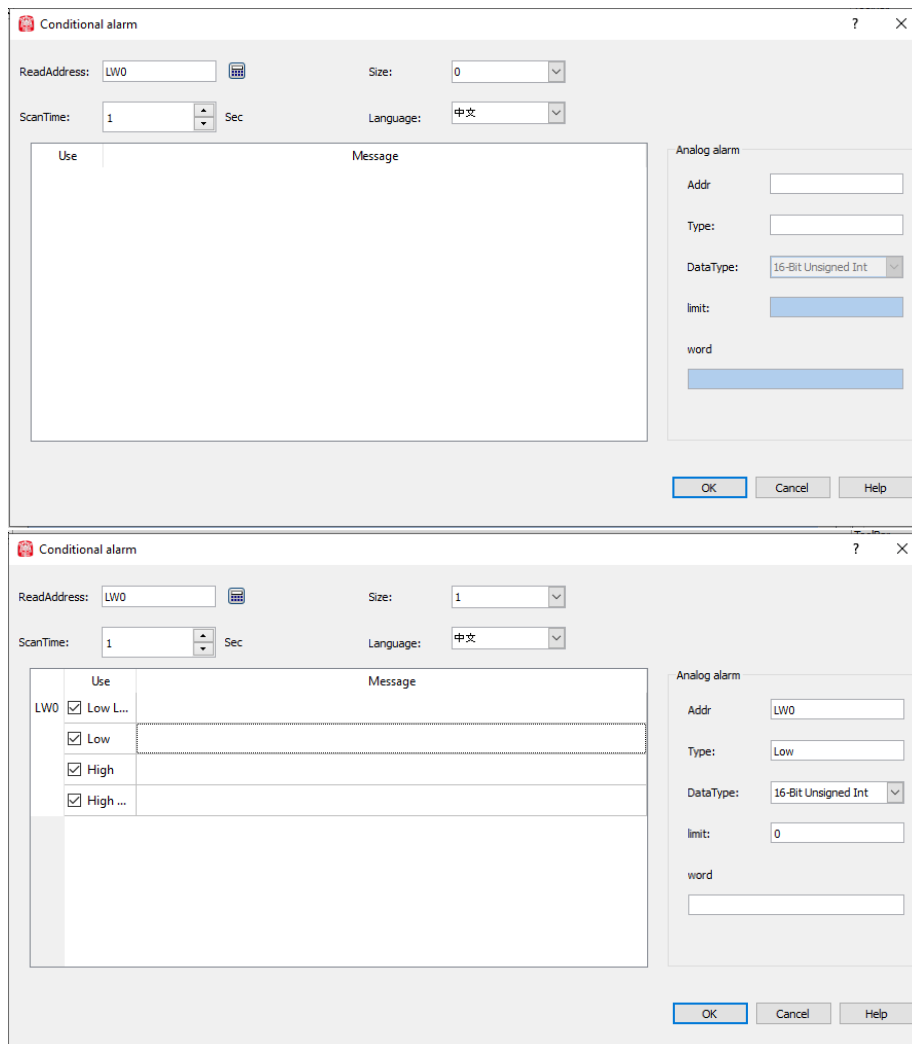 Conditional alarm ?
ReadAddress: LW0 Size: 0
ScanTime: 1 Sec Language: 中文
Use Message
Analog alarm
Addr
Type:
DataType: 16-Bit Unsigned Int
limit:
word
OK Cancel Help
Conditional alarm ?
ReadAddress: LW0 Size: 1
ScanTime: 1 Sec Language: 中文
Use Message
LW0 Low L...
Low
High
High ...
Analog alarm
Addr LW0
Type: Low
DataType: 16-Bit Unsigned Int
limit: 0
word
OK Cancel Help